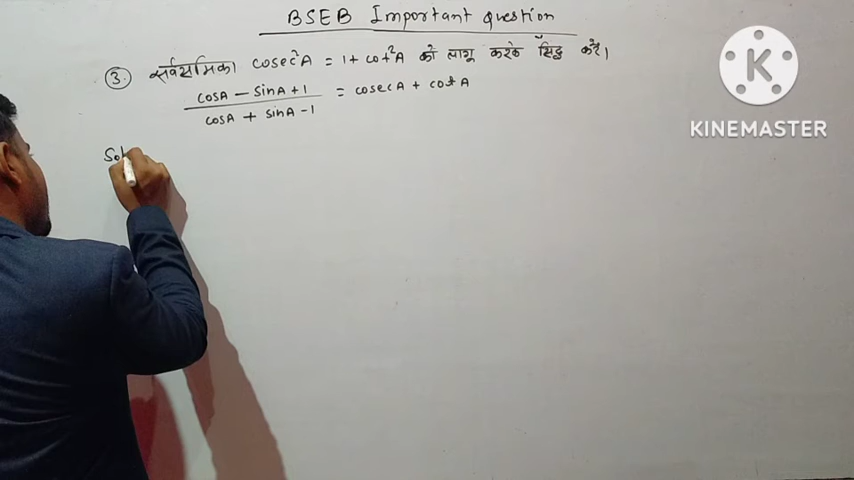 BSEB Important Question
③. सर्वसमिका cosec²A = 1 + cot²A को लागू करके सिद्ध करें।
cosA - sinA + 1 / cosA + sinA - 1 = cosecA + cot A
Sol
K
KINEMASTER